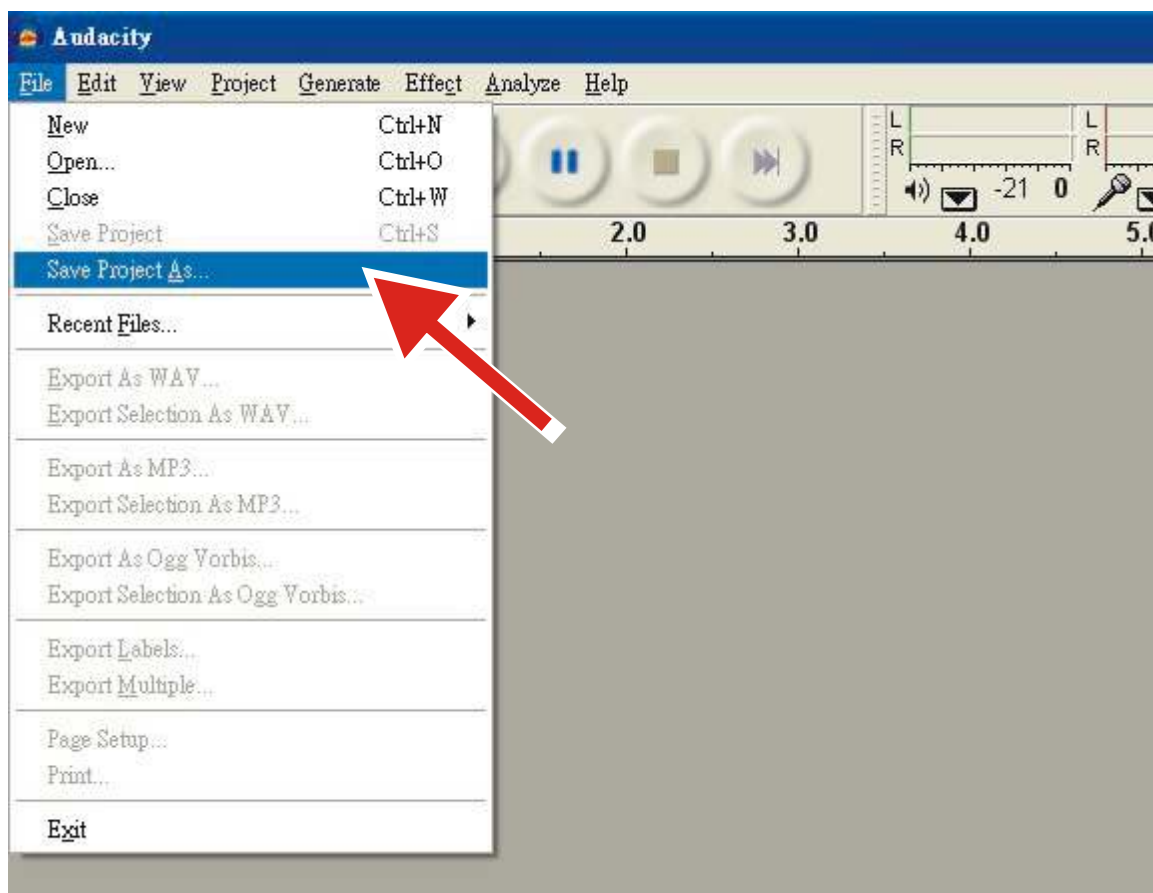 Audacity
File Edit View Project Generate Effect Analyze Help
New Ctrl+N
Open... Ctrl+O
Close Ctrl+W
Save Project Ctrl+S
Save Project As...
Recent Files...
Export As WAV...
Export Selection As WAV...
Export As MP3...
Export Selection As MP3...
Export As Ogg Vorbis...
Export Selection As Ogg Vorbis...
Export Labels...
Export Multiple...
Page Setup...
Print...
Exit
L L
R R
-21 0
2.0 3.0 4.0 5.0